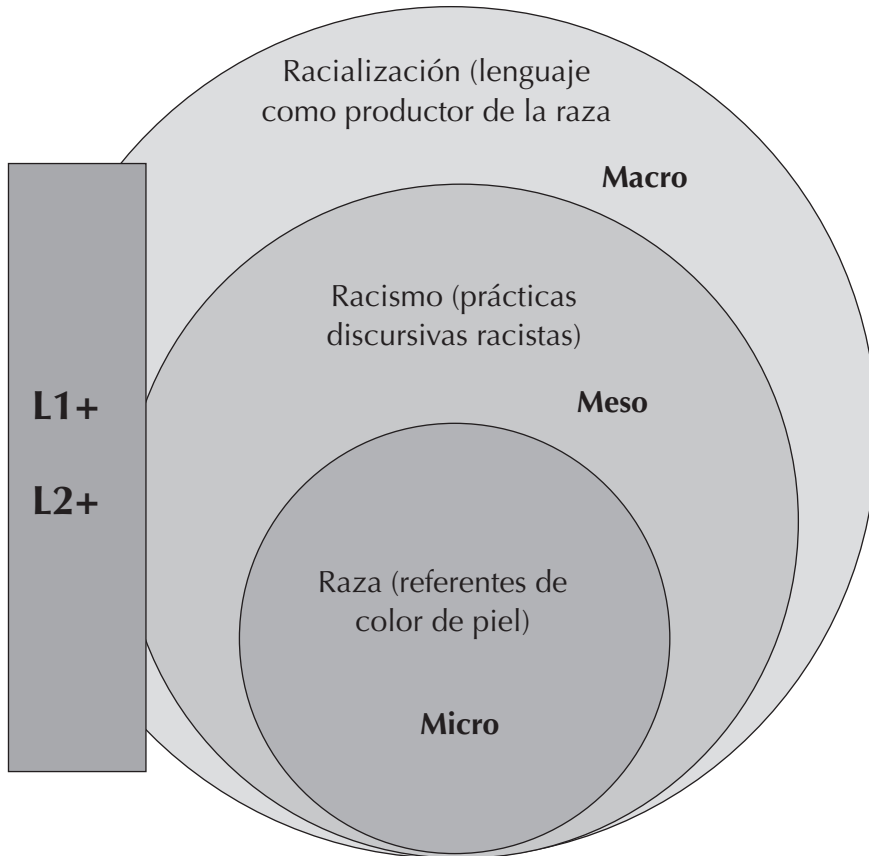 Racialización (lenguaje
como productor de la raza
Macro
Racismo (prácticas
discursivas racistas)
Meso
L1+
L2+
Raza (referentes de
color de piel)
Micro